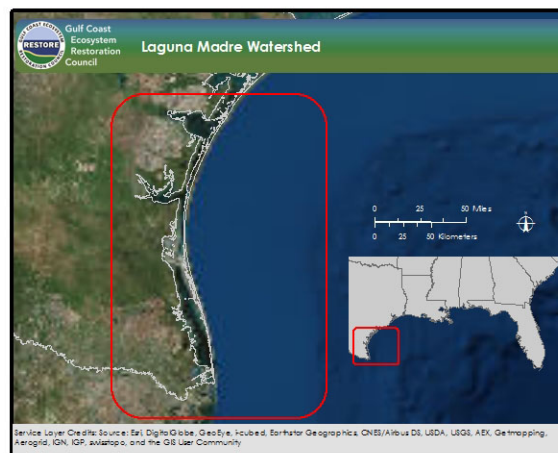 Gulf Coast
Ecosystem
Restoration
Council
RESTORE
Laguna Madre Watershed
0 25 50 Miles
0 25 50 Kilometers
N
Service Layer Credits: Source: Esri, DigitalGlobe, GeoEye, i-cubed, Earthstar Geographics, CNES/Airbus DS, USDA, USGS, AEX, Getmapping,
Aerogrid, IGN, IGP, swisstopo, and the GIS User Community